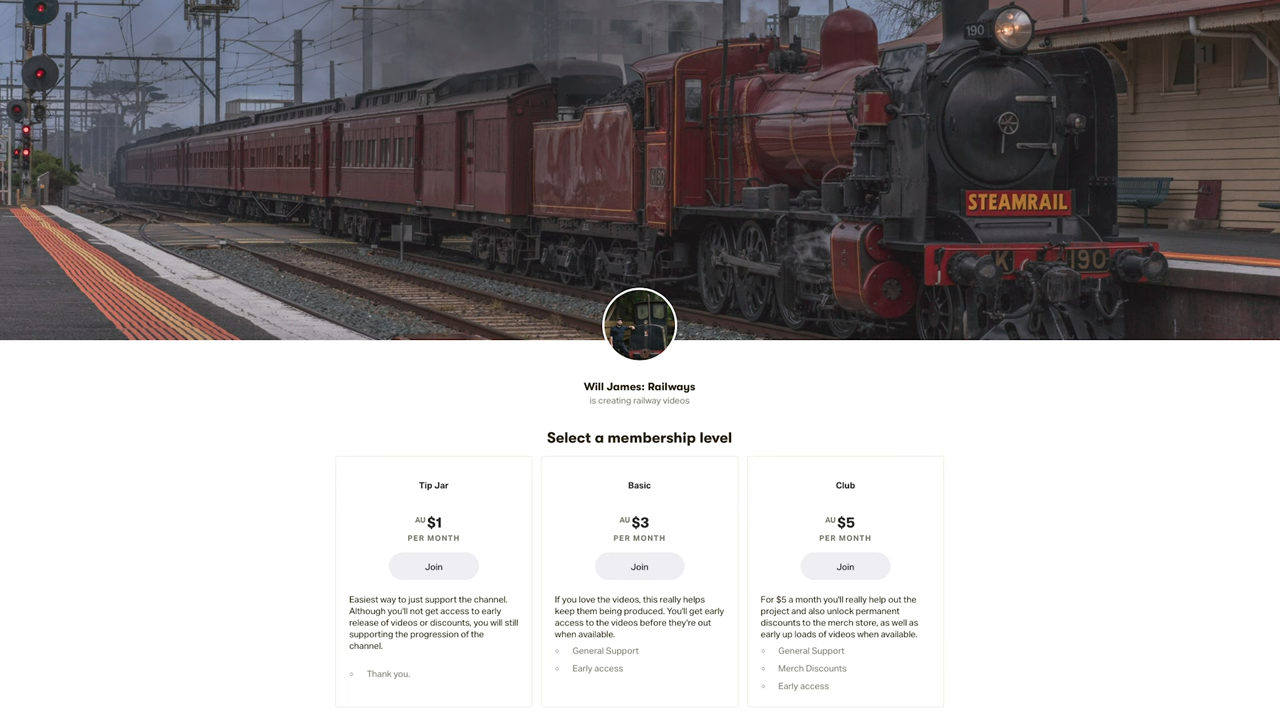 190
1
K190
STEAMRAIL
K 190
Will James: Railways
is creating railway videos
Select a membership level
Tip Jar
AU$1
PER MONTH
Join
Easiest way to just support the channel.
Although you'll not get access to early
release of videos or discounts, you will still
supporting the progression of the
channel.
Thank you.
Basic
AU$3
PER MONTH
Join
If you love the videos, this really helps
keep them being produced. You'll get early
access to the videos before they're out
when available.
General Support
Early access
Club
AU$5
PER MONTH
Join
For $5 a month you'll really help out the
project and also unlock permanent
discounts to the merch store, as well as
early up loads of videos when available.
General Support
Merch Discounts
Early access